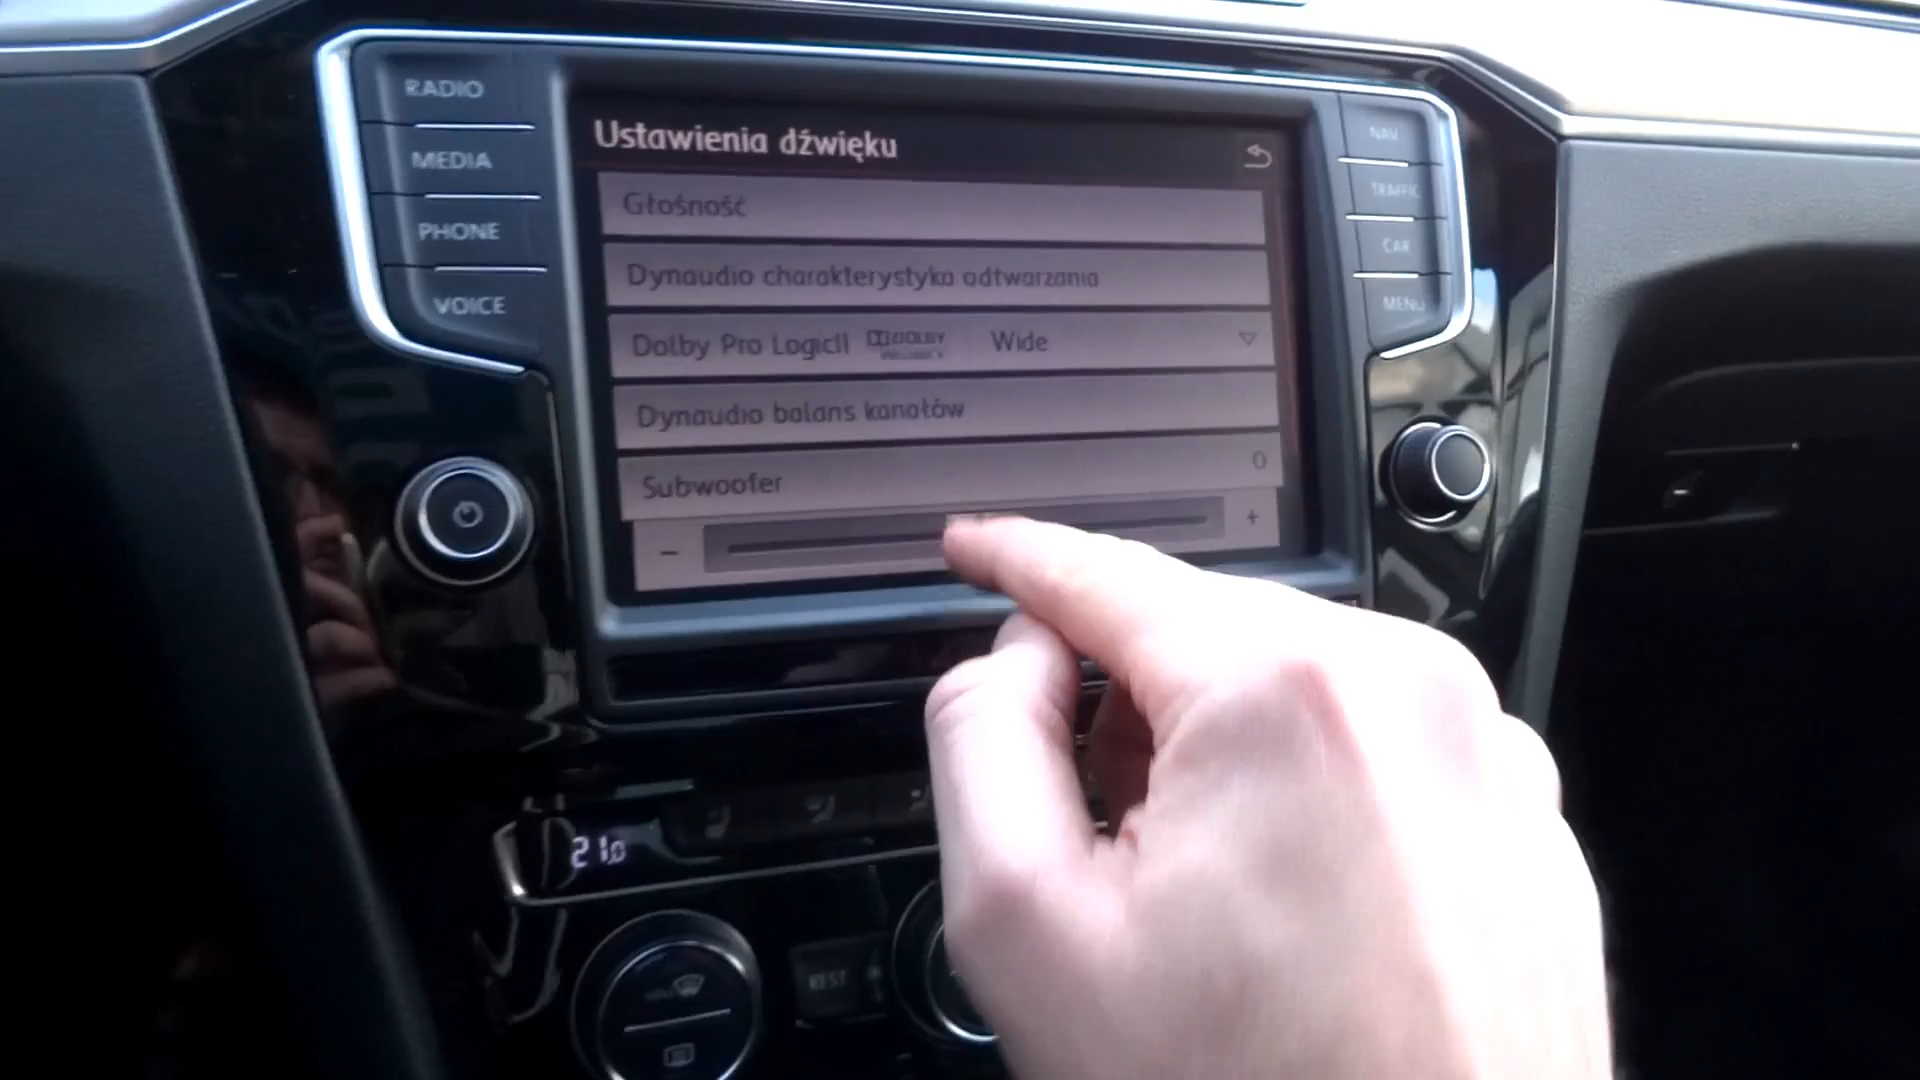 RADIO
MEDIA
PHONE
VOICE
Ustawienia dźwięku
Głośność
Dynaudio charakterystyka odtwarzania
Dolby Pro LogicII DOLBY Wide
Dynaudio balans kanałów
Subwoofer 0
- +
NAV
TRAFFIC
CAR
MENU
21,0
REST